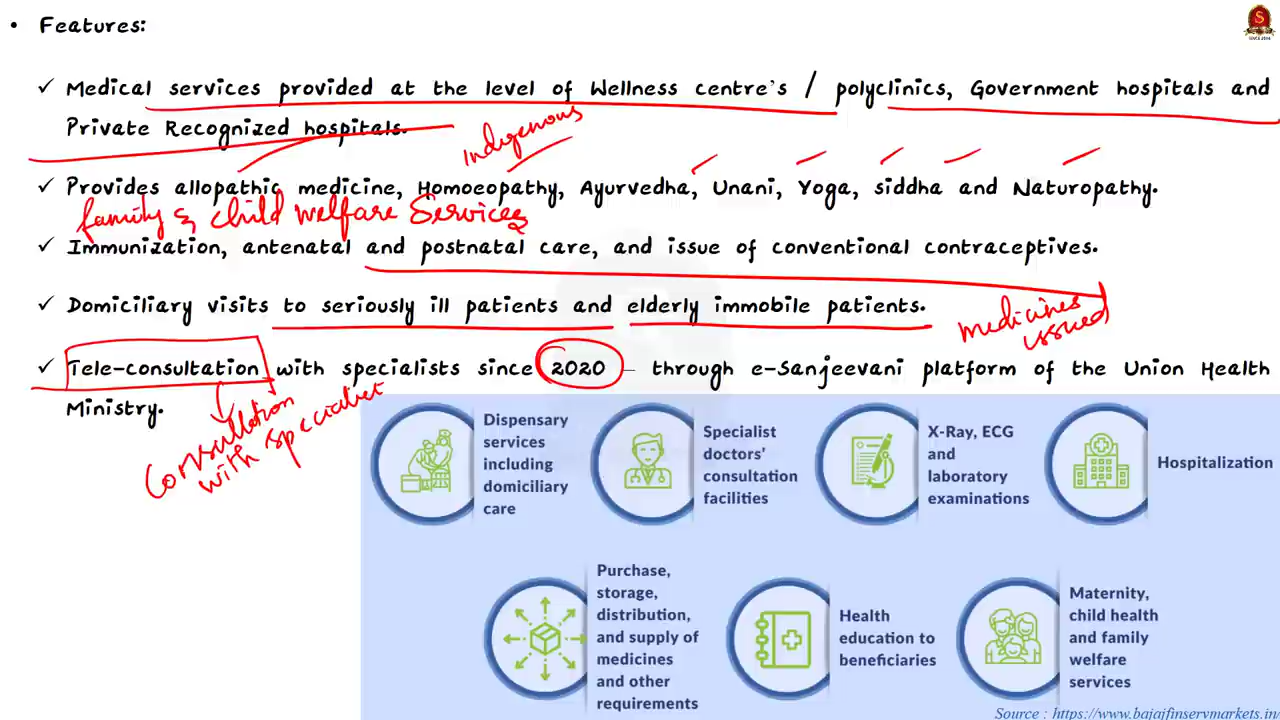 • Features:
✓ Medical services provided at the level of Wellness centre's / polyclinics, Government hospitals and
Private Recognized hospitals.
Indigenous
✓ Provides allopathic medicine, Homoeopathy, Ayurvedha, Unani, Yoga, siddha and Naturopathy.
family & child welfare Services
✓ Immunization, antenatal and postnatal care, and issue of conventional contraceptives.
✓ Domiciliary visits to seriously ill patients and elderly immobile patients.
medicines
issued
✓ Tele-consultation with specialists since 2020 – through e-Sanjeevani platform of the Union Health
Ministry.
Consultation
with specialist
Dispensary
services
including
domiciliary
care
Specialist
doctors'
consultation
facilities
X-Ray, ECG
and
laboratory
examinations
Hospitalization
Purchase,
storage,
distribution,
and supply of
medicines
and other
requirements
Health
education to
beneficiaries
Maternity,
child health
and family
welfare
services
Source : https://www.bajajfinservmarkets.in/